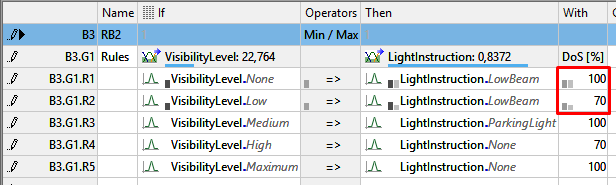 Name If Operators Then With
B3 RB2 Min / Max
B3.G1 Rules VisibilityLevel: 22,764 LightInstruction: 0,8372 DoS [%]
B3.G1.R1 VisibilityLevel.None => LightInstruction.LowBeam 100
B3.G1.R2 VisibilityLevel.Low => LightInstruction.LowBeam 70
B3.G1.R3 VisibilityLevel.Medium => LightInstruction.ParkingLight 100
B3.G1.R4 VisibilityLevel.High => LightInstruction.None 70
B3.G1.R5 VisibilityLevel.Maximum => LightInstruction.None 100